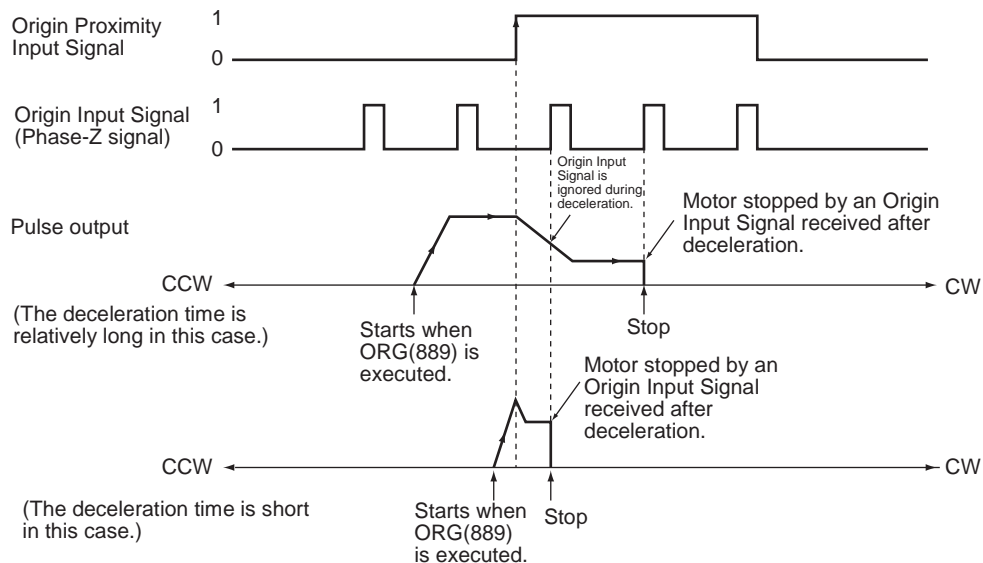 Origin Proximity
Input Signal
1
0
Origin Input Signal
(Phase-Z signal)
1
0
Origin Input
Signal is
ignored during
deceleration.
Pulse output
Motor stopped by an Origin
Input Signal received after
deceleration.
CCW
CW
(The deceleration time is
relatively long in this case.)
Starts when
ORG(889) is
executed.
Stop
Motor stopped by an
Origin Input Signal
received after
deceleration.
CCW
CW
(The deceleration time is short
in this case.)
Starts when
ORG(889)
is executed.
Stop